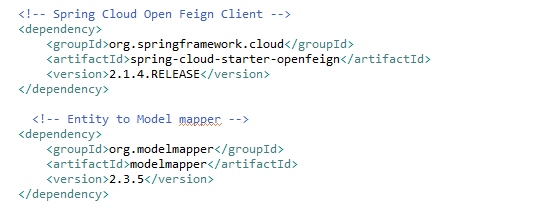 <!-- Spring Cloud Open Feign Client -->
<dependency>
<groupId>org.springframework.cloud</groupId>
<artifactId>spring-cloud-starter-openfeign</artifactId>
<version>2.1.4.RELEASE</version>
</dependency>
<!-- Entity to Model mapper -->
<dependency>
<groupId>org.modelmapper</groupId>
<artifactId>modelmapper</artifactId>
<version>2.3.5</version>
</dependency>